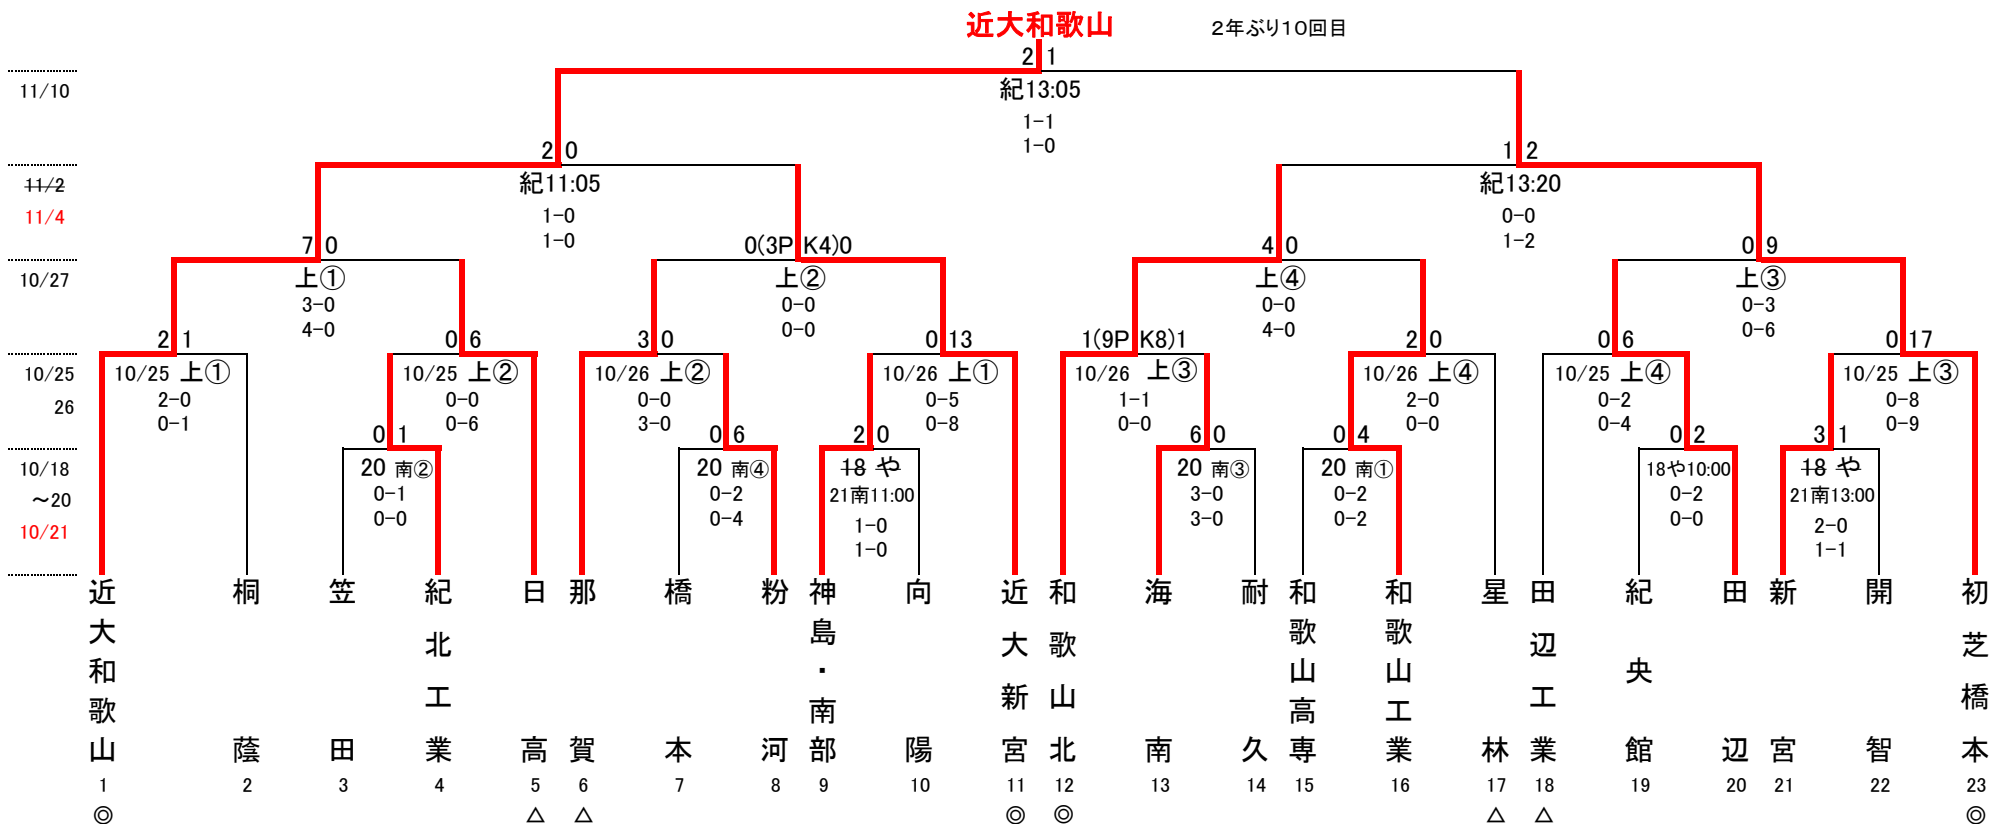 近大和歌山 2年ぶり10回目
2 1
11/10 紀13:05
1-1
1-0
2 0 1 2
11/2 紀11:05 紀13:20
11/4 1-0 0-0
1-0 1-2
7 0 0(3PK4)0 4 0 0 9
10/27 上① 上② 上④ 上③
3-0 0-0 0-0 0-3
4-0 0-0 4-0 0-6
2 1 0 6 3 0 0 13 1(9PK8)1 2 0 0 6 0 17
10/25 10/25 上① 10/25 上② 10/26 上② 10/26 上① 10/26 上③ 10/26 上④ 10/25 上④ 10/25 上③
26 2-0 0-0 0-0 0-5 1-1 2-0 0-2 0-8
0-1 0-6 3-0 0-8 0-0 0-0 0-4 0-9
0 1 0 6 2 0 6 0 0 4 0 2 3 1
10/18 20 南② 20 南④ 18 や 20 南③ 20 南① 18や10:00 18 や
～20 0-1 0-2 21南11:00 3-0 0-2 0-2 21南13:00
10/21 0-0 0-4 1-0 3-0 0-2 0-0 2-0
1-0 1-1
近大和歌山
桐蔭
笠田
紀北工業
日高
那賀
橋本
粉河
神島・南部
向陽
近大新宮
和歌山北
海南
耐久
和歌山高専
和歌山工業
星林
田辺工業
紀央館
田辺
新宮
開智
初芝橋本
1 2 3 4 5 6 7 8 9 10 11 12 13 14 15 16 17 18 19 20 21 22 23
◎ △ △ ◎ ◎ △ △ ◎